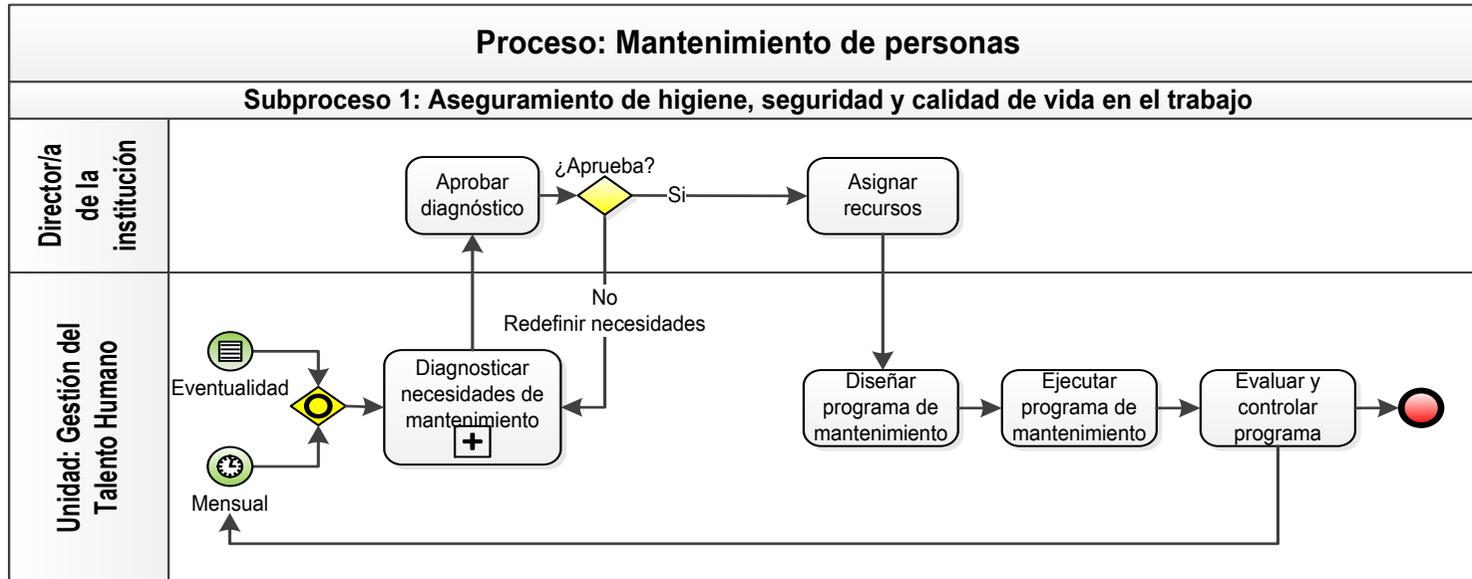 Proceso: Mantenimiento de personas
Subproceso 1: Aseguramiento de higiene, seguridad y calidad de vida en el trabajo
Director/a
de la
institución
Aprobar
diagnóstico
¿Aprueba?
Si
Asignar
recursos
No
Redefinir necesidades
Unidad: Gestión del
Talento Humano
Eventualidad
Mensual
Diagnosticar
necesidades de
mantenimiento
Diseñar
programa de
mantenimiento
Ejecutar
programa de
mantenimiento
Evaluar y
controlar
programa